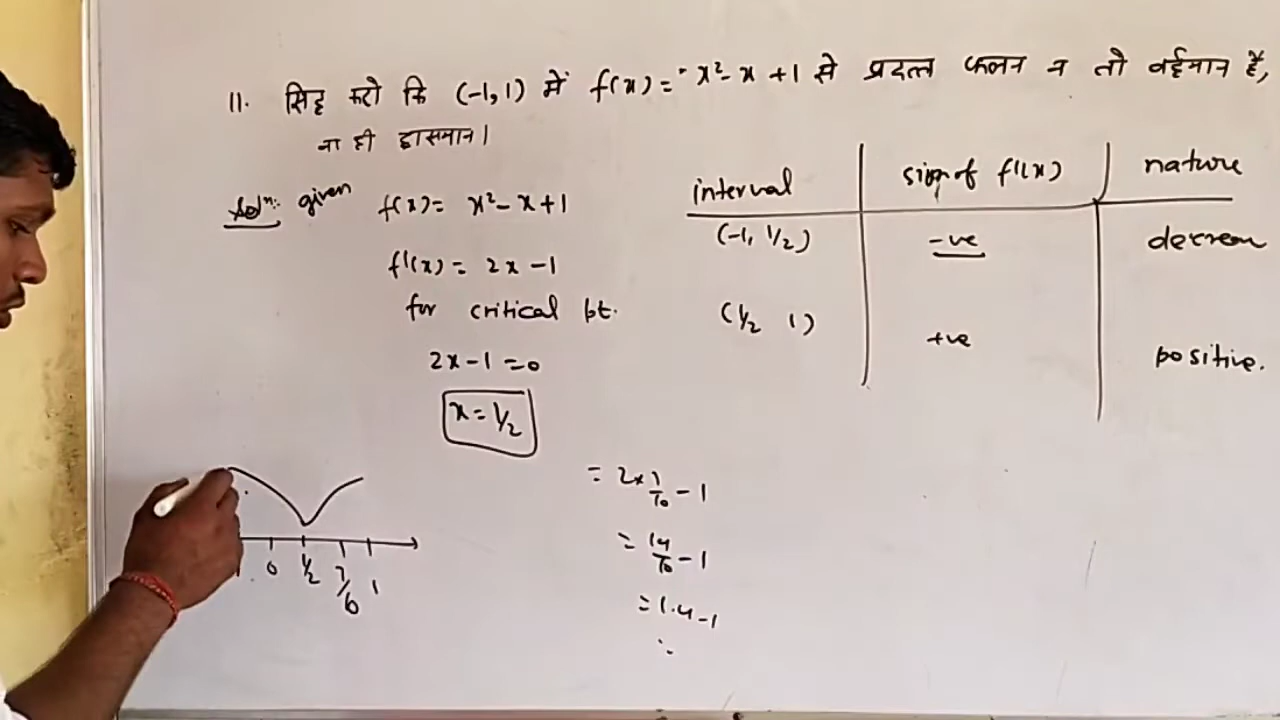 11. सिद्ध करो कि (-1, 1) में f(x) = x² - x + 1 से प्रदत्त फलन न तो वर्द्धमान है,
ना ही ह्रासमान।
Solⁿ: given f(x) = x² - x + 1
f'(x) = 2x - 1
for critical pt.
2x - 1 = 0
x = 1/2
interval | sign of f'(x) | nature
(-1, 1/2) -ve decrean
(1/2 1) +ve positive.
0 1/2 7/10 1
= 2 × 7/10 - 1
= 14/10 - 1
= 1.4 - 1